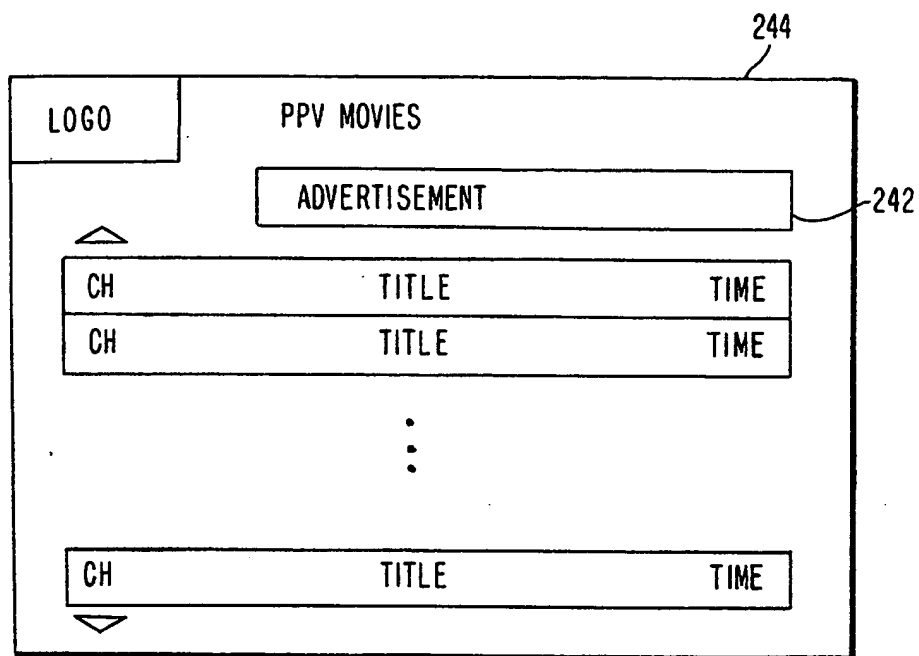 244
LOGO PPV MOVIES
ADVERTISEMENT
242
CH TITLE TIME
CH TITLE TIME
CH TITLE TIME